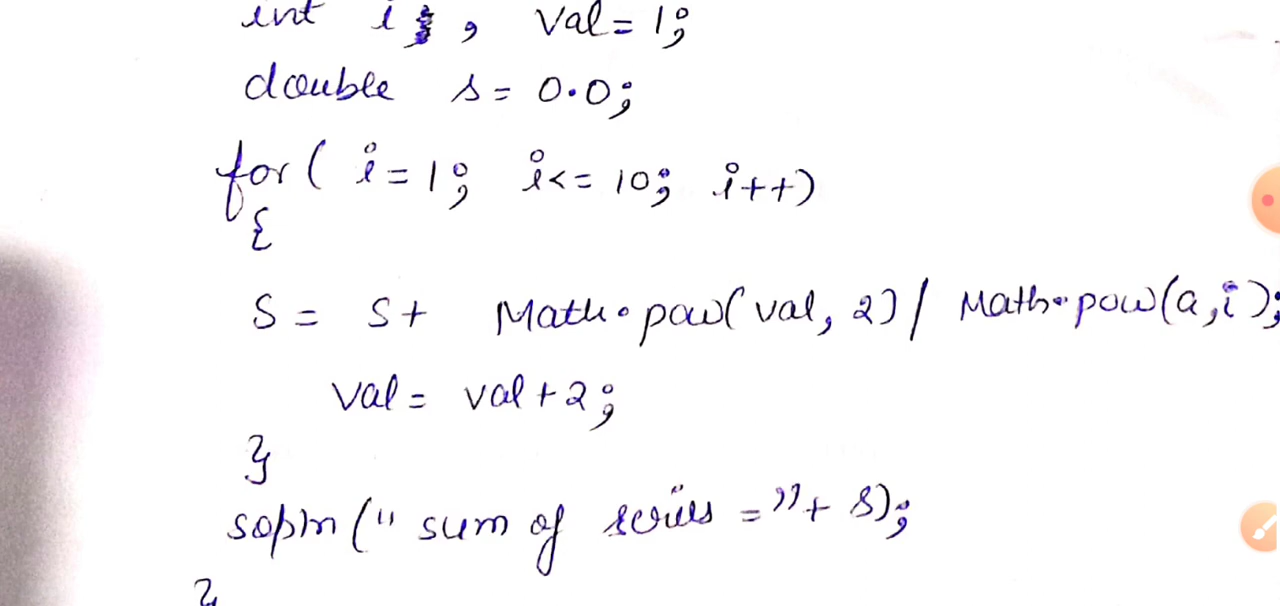 int i, val = 1;
double s = 0.0;
for( i = 1; i <= 10; i++)
{
s = s + Math.pow( val, 2) / Math.pow(a,i);
val = val + 2;
}
sopln (" sum of series = "+ s);
}